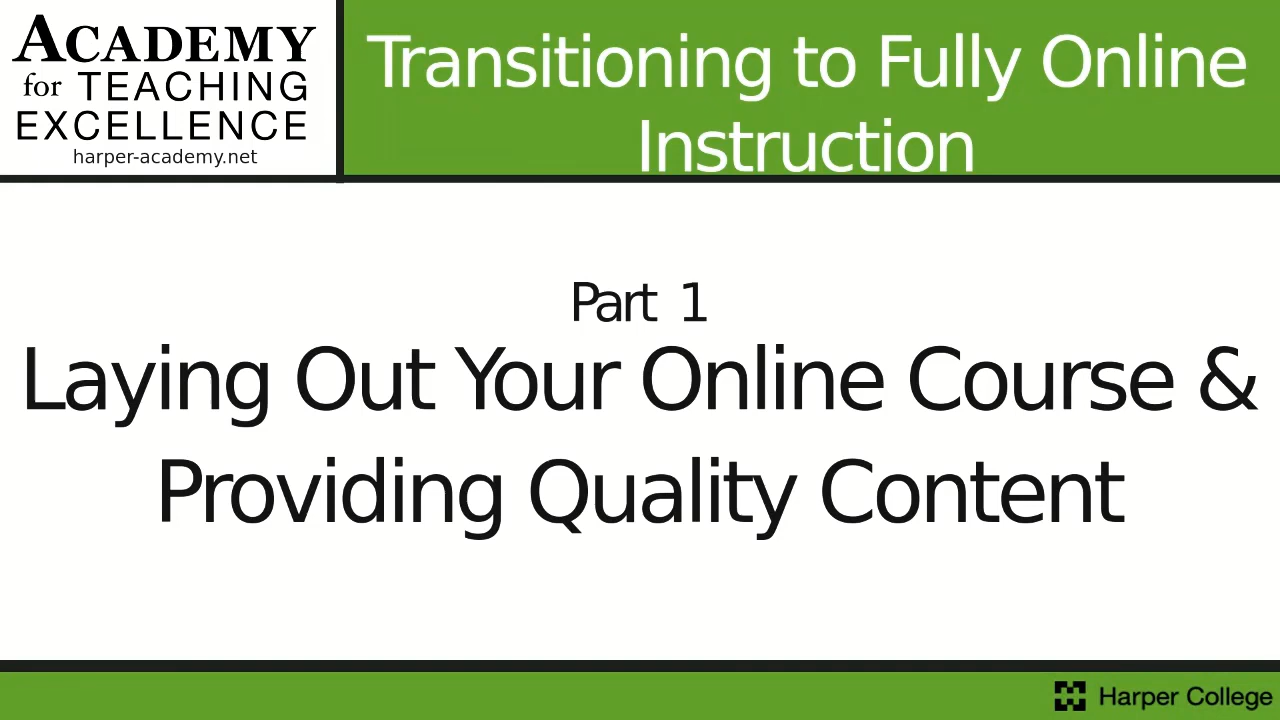 ACADEMY
for TEACHING
EXCELLENCE
harper-academy.net
Transitioning to Fully Online
Instruction
Part 1
Laying Out Your Online Course &
Providing Quality Content
Harper College